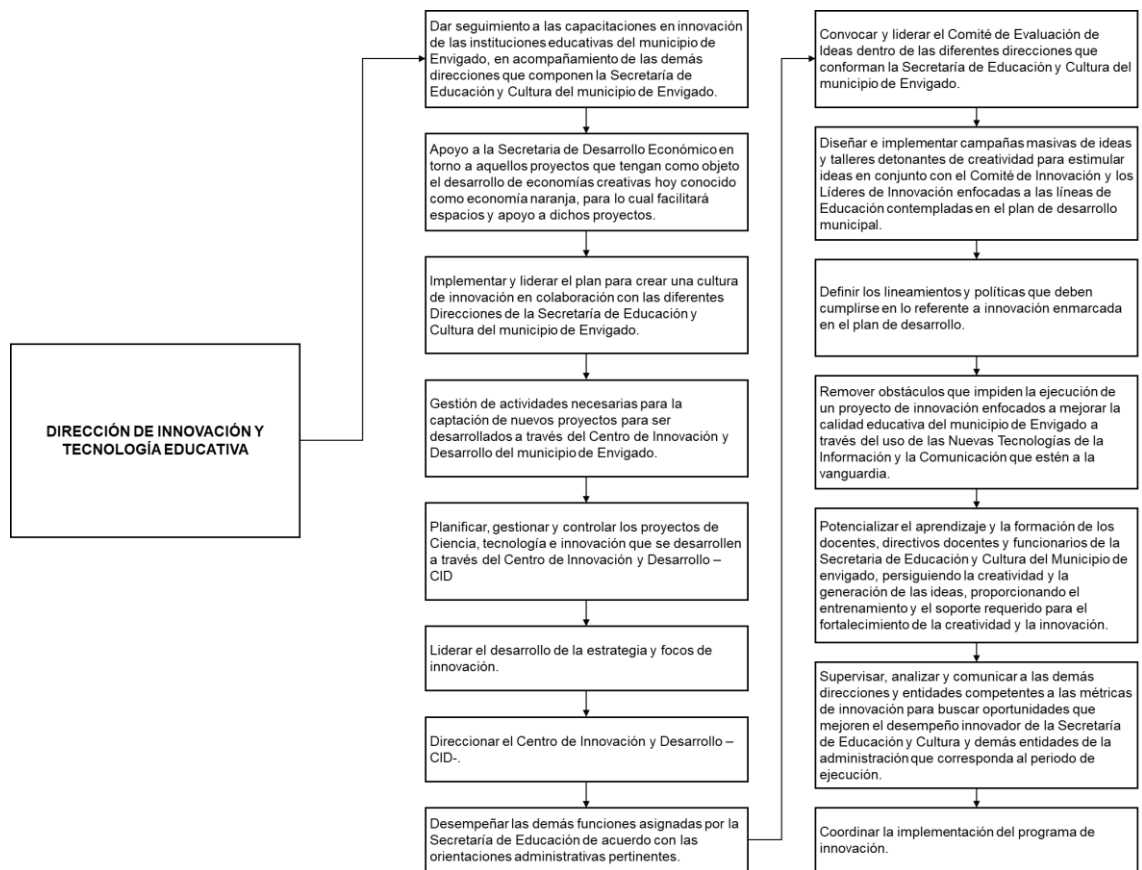 DIRECCIÓN DE INNOVACIÓN Y
TECNOLOGÍA EDUCATIVA
Dar seguimiento a las capacitaciones en innovación
de las instituciones educativas del municipio de
Envigado, en acompañamiento de las demás
direcciones que componen la Secretaría de
Educación y Cultura del municipio de Envigado.
Apoyo a la Secretaria de Desarrollo Económico en
torno a aquellos proyectos que tengan como objeto
el desarrollo de economías creativas hoy conocido
como economía naranja, para lo cual facilitará
espacios y apoyo a dichos proyectos.
Implementar y liderar el plan para crear una cultura
de innovación en colaboración con las diferentes
Direcciones de la Secretaría de Educación y
Cultura del municipio de Envigado.
Gestión de actividades necesarias para la
captación de nuevos proyectos para ser
desarrollados a través del Centro de Innovación y
Desarrollo del municipio de Envigado.
Planificar, gestionar y controlar los proyectos de
Ciencia, tecnología e innovación que se desarrollen
a través del Centro de Innovación y Desarrollo –
CID
Liderar el desarrollo de la estrategia y focos de
innovación.
Direccionar el Centro de Innovación y Desarrollo –
CID-.
Desempeñar las demás funciones asignadas por la
Secretaría de Educación de acuerdo con las
orientaciones administrativas pertinentes.
Convocar y liderar el Comité de Evaluación de
Ideas dentro de las diferentes direcciones que
conforman la Secretaría de Educación y Cultura del
municipio de Envigado.
Diseñar e implementar campañas masivas de ideas
y talleres detonantes de creatividad para estimular
ideas en conjunto con el Comité de Innovación y los
Líderes de Innovación enfocadas a las líneas de
Educación contempladas en el plan de desarrollo
municipal.
Definir los lineamientos y políticas que deben
cumplirse en lo referente a innovación enmarcada
en el plan de desarrollo.
Remover obstáculos que impiden la ejecución de
un proyecto de innovación enfocados a mejorar la
calidad educativa del municipio de Envigado a
través del uso de las Nuevas Tecnologías de la
Información y la Comunicación que estén a la
vanguardia.
Potencializar el aprendizaje y la formación de los
docentes, directivos docentes y funcionarios de la
Secretaria de Educación y Cultura del Municipio de
envigado, persiguiendo la creatividad y la
generación de las ideas, proporcionando el
entrenamiento y el soporte requerido para el
fortalecimiento de la creatividad y la innovación.
Supervisar, analizar y comunicar a las demás
direcciones y entidades competentes a las métricas
de innovación para buscar oportunidades que
mejoren el desempeño innovador de la Secretaría
de Educación y Cultura y demás entidades de la
administración que corresponda al periodo de
ejecución.
Coordinar la implementación del programa de
innovación.